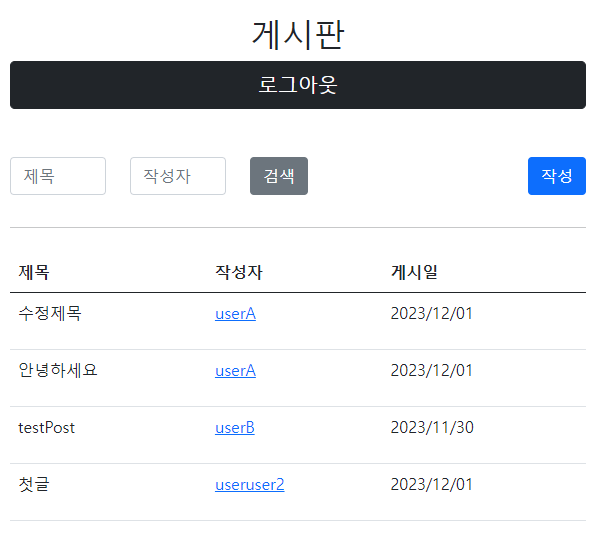 게시판
로그아웃
제목 작성자 검색 작성
제목 작성자 게시일
수정제목 userA 2023/12/01
안녕하세요 userA 2023/12/01
testPost userB 2023/11/30
첫글 useruser2 2023/12/01